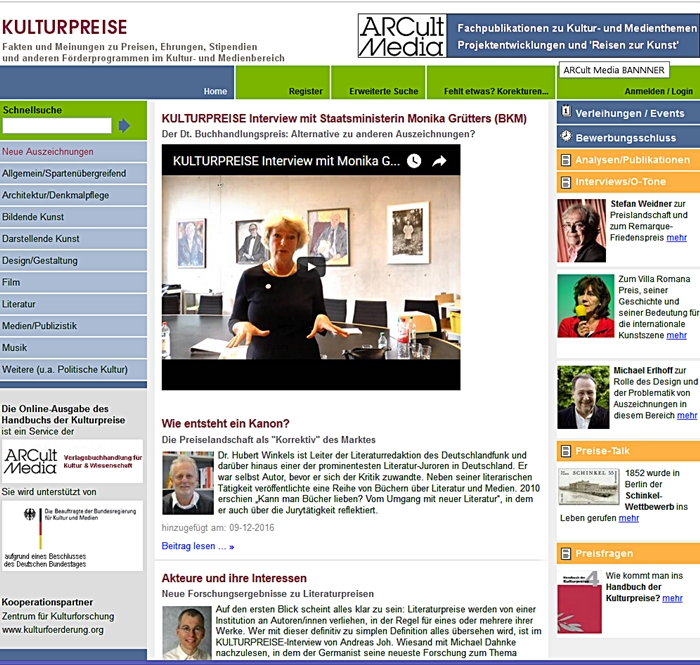 KULTURPREISE
Fakten und Meinungen zu Preisen, Ehrungen, Stipendien
und anderen Förderprogrammen im Kultur- und Medienbereich
ARCult
Media
Fachpublikationen zu Kultur- und Medienthemen
Projektentwicklungen und 'Reisen zur Kunst'
ARCult Media BANNNER
Home
Register
Erweiterte Suche
Fehlt etwas? Korekturen...
Anmelden / Login
Schnellsuche
Neue Auszeichnungen
Allgemein/Spartenübergreifend
Architektur/Denkmalpflege
Bildende Kunst
Darstellende Kunst
Design/Gestaltung
Film
Literatur
Medien/Publizistik
Musik
Weitere (u.a. Politische Kultur)
Die Online-Ausgabe des
Handbuchs der Kulturpreise
ist ein Service der
ARCult
Media
Verlagsbuchhandlung für
Kultur & Wissenschaft
Sie wird unterstützt von
Die Beauftragte der Bundesregierung
für Kultur und Medien
aufgrund eines Beschlusses
des Deutschen Bundestages
Kooperationspartner
Zentrum für Kulturforschung
www.kulturfoerderung.org
KULTURPREISE Interview mit Staatsministerin Monika Grütters (BKM)
Der Dt. Buchhandlungspreis: Alternative zu anderen Auszeichnungen?
KULTURPREISE Interview mit Monika G...
Wie entsteht ein Kanon?
Die Preiselandschaft als "Korrektiv" des Marktes
Dr. Hubert Winkels ist Leiter der Literaturredaktion des Deutschlandfunk und
darüber hinaus einer der prominentesten Literatur-Juroren in Deutschland. Er
war selbst Autor, bevor er sich der Kritik zuwandte. Neben seiner literarischen
Tätigkeit veröffentlichte eine Reihe von Büchern über Literatur und Medien. 2010
erschien „Kann man Bücher lieben? Vom Umgang mit neuer Literatur", in dem
er auch über die Jurytätigkeit reflektiert.
hinzugefügt am: 09-12-2016
Beitrag lesen ... »
Akteure und ihre Interessen
Neue Forschungsergebnisse zu Literaturpreisen
Auf den ersten Blick scheint alles klar zu sein: Literaturpreise werden von einer
Institution an Autoren/innen verliehen, in der Regel für eines oder mehrere ihrer
Werke. Wer mit dieser definitiv zu simplen Definition alles übersehen wird, ist im
KULTURPREISE-Interview von Andreas Joh. Wiesand mit Michael Dahnke
nachzulesen, in dem der Germanist seine neueste Forschung zum Thema
Verleihungen / Events
Bewerbungsschluss
Analysen/Publikationen
Interviews/O-Töne
Stefan Weidner zur
Preislandschaft und
zum Remarque-
Friedenspreis mehr
Zum Villa Romana
Preis, seiner
Geschichte und
seiner Bedeutung für
die internationale
Kunstszene mehr
Michael Erlhoff zur
Rolle des Design und
der Problematik von
Auszeichnungen in
diesem Bereich mehr
Preise-Talk
SCHINKEL 55
1852 wurde in
Berlin der
Schinkel-
Wettbewerb ins
Leben gerufen mehr
Preisfragen
Handbuch der
Kulturpreise
4
Wie kommt man ins
Handbuch der
Kulturpreise? mehr